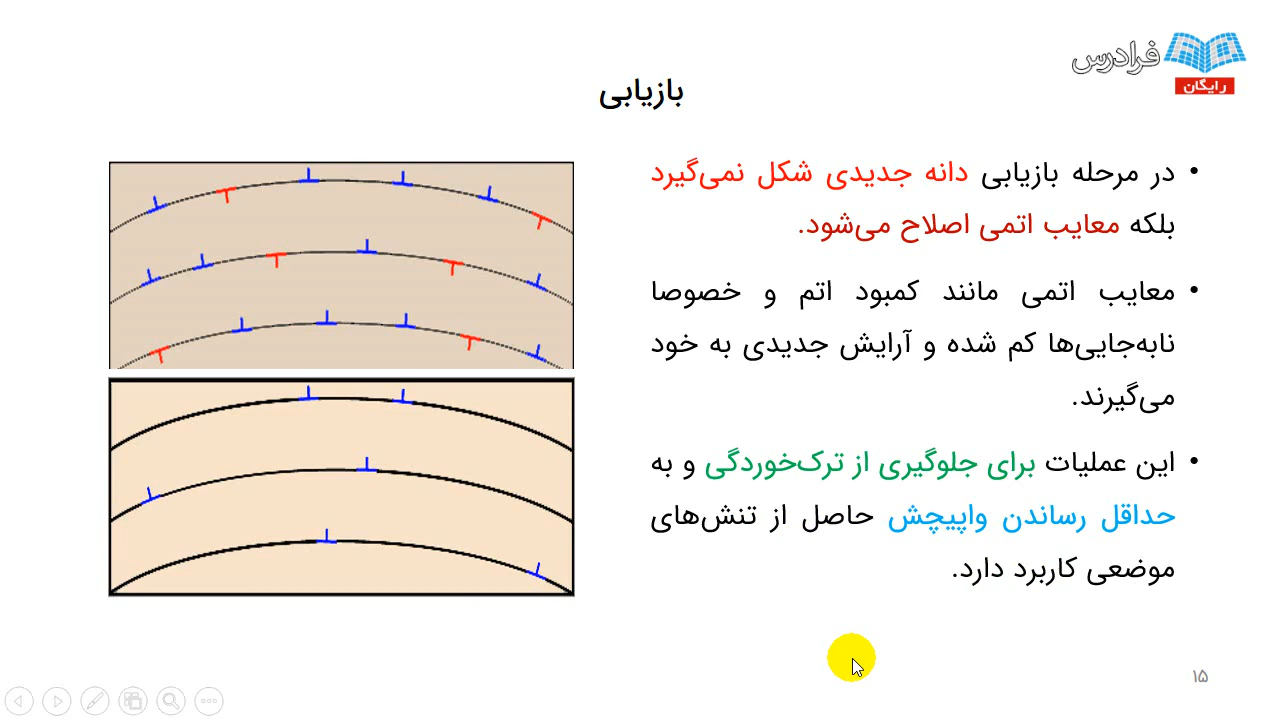 فرادرس
رایگان
بازیابی
• در مرحله بازیابی دانه جدیدی شکل نمی‌گیرد
بلکه معایب اتمی اصلاح می‌شود.
• معایب اتمی مانند کمبود اتم و خصوصا
نابه‌جایی‌ها کم شده و آرایش جدیدی به خود
می‌گیرند.
• این عملیات برای جلوگیری از ترک‌خوردگی و به
حداقل رساندن واپیچش حاصل از تنش‌های
موضعی کاربرد دارد.
۱۵